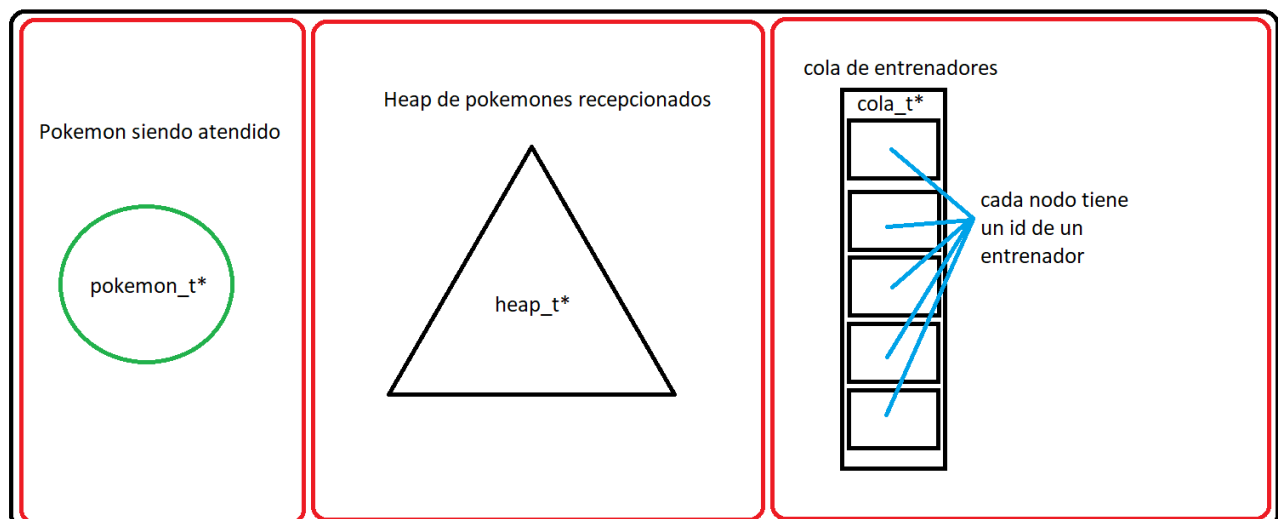 Pokemon siendo atendido
pokemon_t*
Heap de pokemones recepcionados
heap_t*
cola de entrenadores
cola_t*
cada nodo tiene
un id de un
entrenador